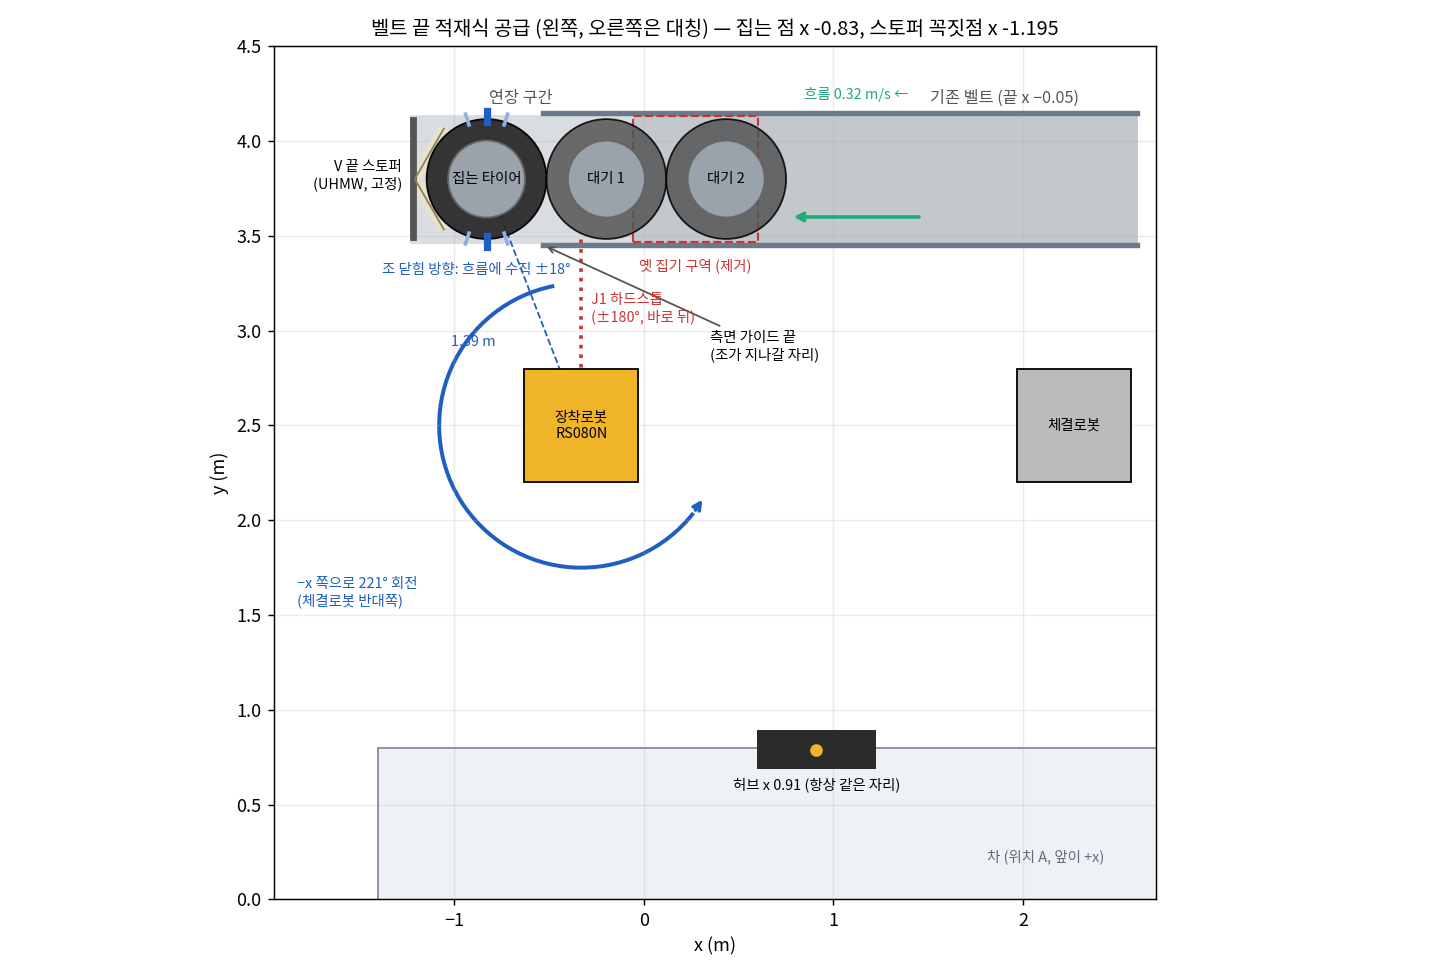 벨트 끝 적재식 공급 (왼쪽, 오른쪽은 대칭) — 집는 점 x -0.83, 스토퍼 꼭짓점 x -1.195
4.5
연장 구간
흐름 0.32 m/s ←
기존 벨트 (끝 x −0.05)
4.0
V 끝 스토퍼
(UHMW, 고정)
집는 타이어
대기 1
대기 2
3.5
조 닫힘 방향: 흐름에 수직 ±18°
옛 집기 구역 (제거)
J1 하드스톱
(±180°, 바로 뒤)
3.0
1.39 m
측면 가이드 끝
(조가 지나갈 자리)
2.5
장착로봇
RS080N
체결로봇
y (m)
2.0
−x 쪽으로 221° 회전
(체결로봇 반대쪽)
1.5
1.0
허브 x 0.91 (항상 같은 자리)
0.5
차 (위치 A, 앞이 +x)
0.0
−1
0
1
2
x (m)